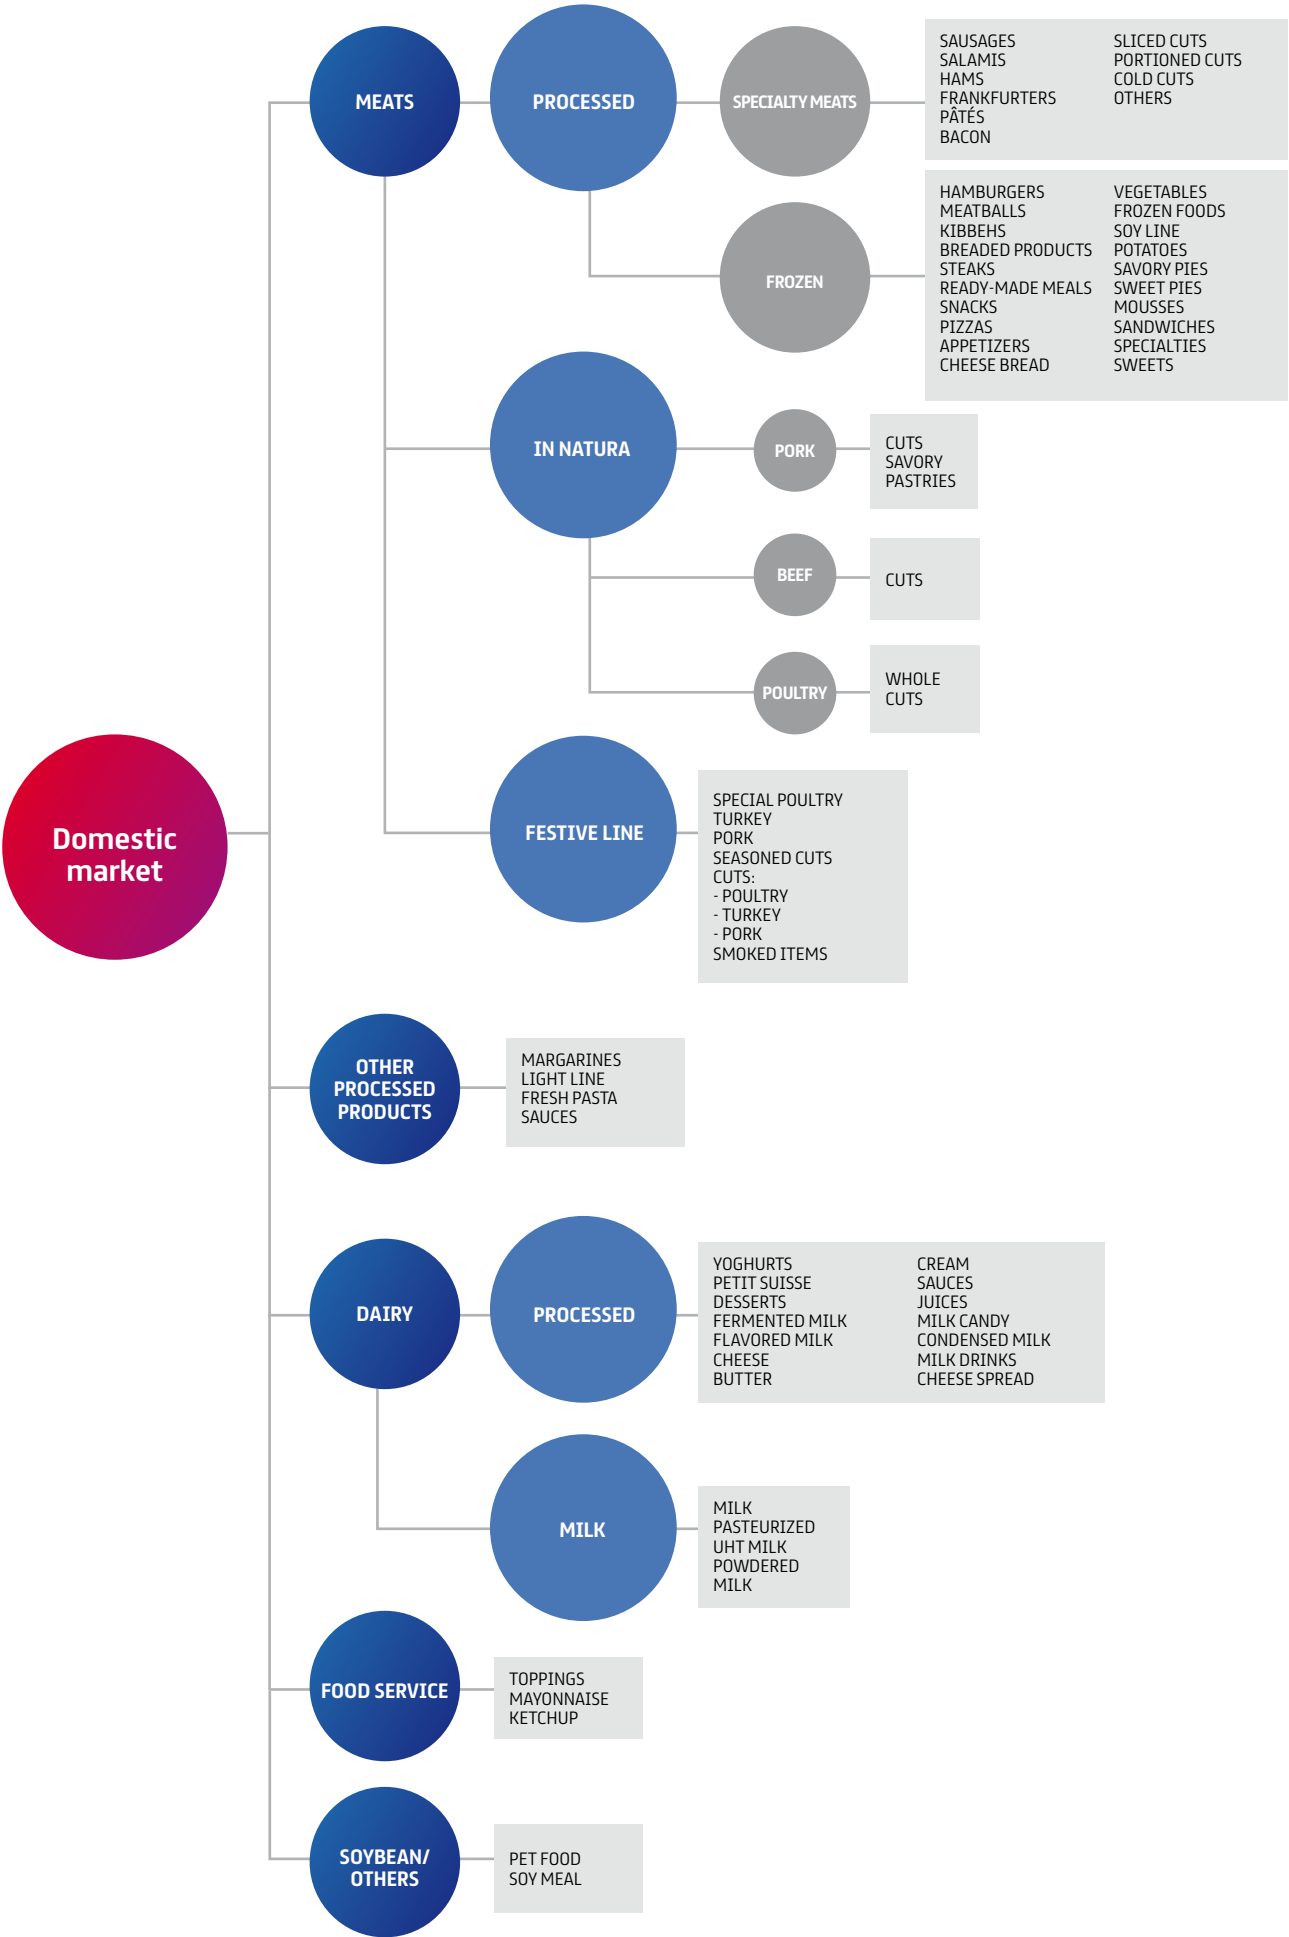 MEATS
PROCESSED
SPECIALTY MEATS
SAUSAGES
SALAMIS
HAMS
FRANKFURTERS
PÂTÉS
BACON
SLICED CUTS
PORTIONED CUTS
COLD CUTS
OTHERS
FROZEN
HAMBURGERS
MEATBALLS
KIBBEHS
BREADED PRODUCTS
STEAKS
READY-MADE MEALS
SNACKS
PIZZAS
APPETIZERS
CHEESE BREAD
VEGETABLES
FROZEN FOODS
SOY LINE
POTATOES
SAVORY PIES
SWEET PIES
MOUSSES
SANDWICHES
SPECIALTIES
SWEETS
IN NATURA
PORK
CUTS
SAVORY
PASTRIES
BEEF
CUTS
POULTRY
WHOLE
CUTS
Domestic
market
FESTIVE LINE
SPECIAL POULTRY
TURKEY
PORK
SEASONED CUTS
CUTS:
- POULTRY
- TURKEY
- PORK
SMOKED ITEMS
OTHER
PROCESSED
PRODUCTS
MARGARINES
LIGHT LINE
FRESH PASTA
SAUCES
DAIRY
PROCESSED
YOGHURTS
PETIT SUISSE
DESSERTS
FERMENTED MILK
FLAVORED MILK
CHEESE
BUTTER
CREAM
SAUCES
JUICES
MILK CANDY
CONDENSED MILK
MILK DRINKS
CHEESE SPREAD
MILK
MILK
PASTEURIZED
UHT MILK
POWDERED
MILK
FOOD SERVICE
TOPPINGS
MAYONNAISE
KETCHUP
SOYBEAN/
OTHERS
PET FOOD
SOY MEAL